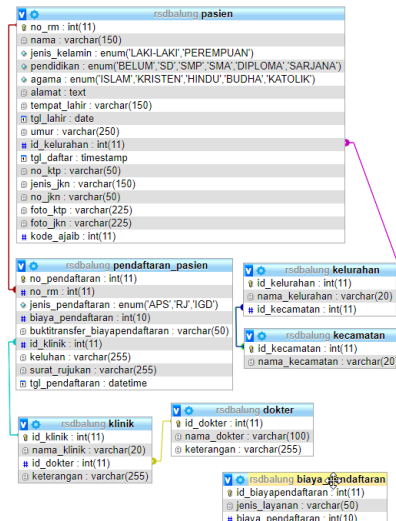 rsdbalung pasien
no_rm : int(11)
nama : varchar(150)
jenis_kelamin : enum('LAKI-LAKI','PEREMPUAN')
pendidikan : enum('BELUM','SD','SMP','SMA','DIPLOMA','SARJANA')
agama : enum('ISLAM','KRISTEN','HINDU','BUDHA','KATOLIK')
alamat : text
tempat_lahir : varchar(150)
tgl_lahir : date
umur : varchar(250)
id_kelurahan : int(11)
tgl_daftar : timestamp
no_ktp : varchar(50)
jenis_jkn : varchar(150)
no_jkn : varchar(50)
foto_ktp : varchar(225)
foto_jkn : varchar(225)
kode_ajaib : int(11)
rsdbalung pendaftaran_pasien
no_pendaftaran : int(11)
no_rm : int(11)
jenis_pendaftaran : enum('APS','RJ','IGD')
biaya_pendaftaran : int(10)
buktitransfer_biayapendaftaran : varchar(50)
id_klinik : int(11)
keluhan : varchar(255)
surat_rujukan : varchar(255)
tgl_pendaftaran : datetime
rsdbalung kelurahan
id_kelurahan : int(11)
nama_kelurahan : varchar(20)
id_kecamatan : int(11)
rsdbalung kecamatan
id_kecamatan : int(11)
nama_kecamatan : varchar(20
rsdbalung klinik
id_klinik : int(11)
nama_klinik : varchar(20)
id_dokter : int(11)
keterangan : varchar(255)
rsdbalung dokter
id_dokter : int(11)
nama_dokter : varchar(100)
keterangan : varchar(255)
rsdbalung biaya_pendaftaran
id_biayapendaftaran : int(11)
jenis_layanan : varchar(50)
biaya_pendaftaran : int(10)